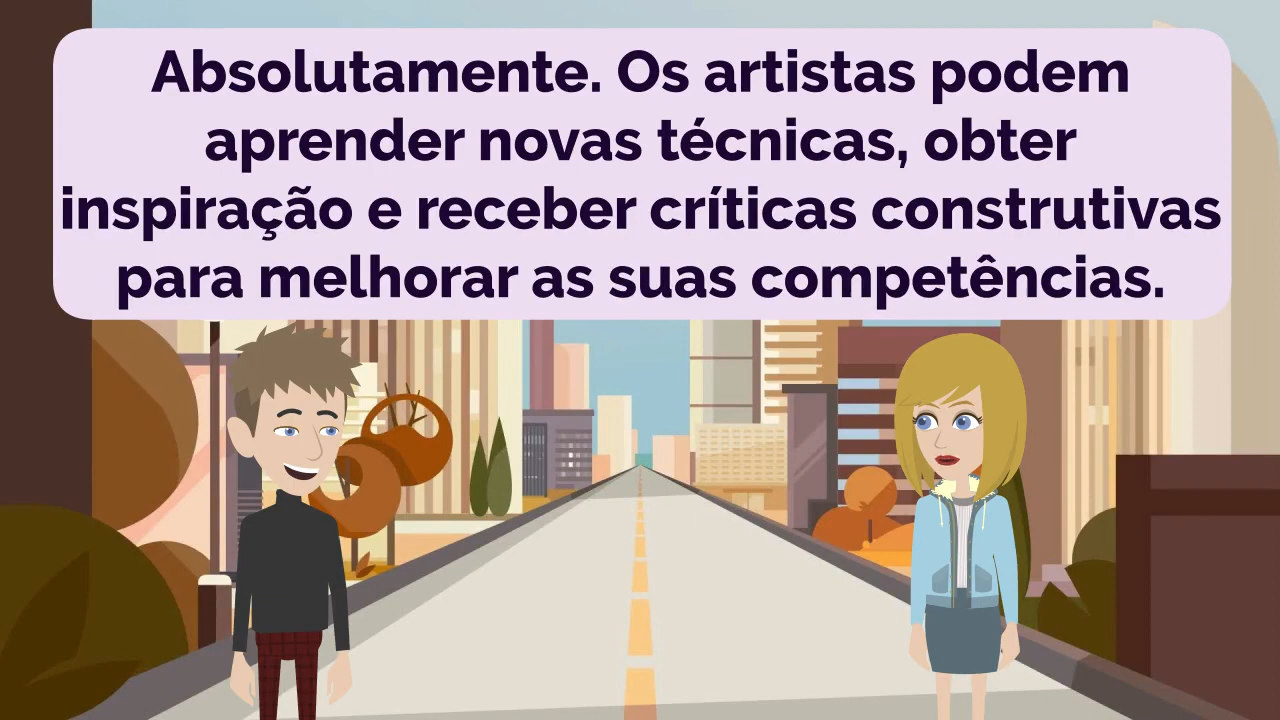 Absolutamente. Os artistas podem
aprender novas técnicas, obter
inspiração e receber críticas construtivas
para melhorar as suas competências.